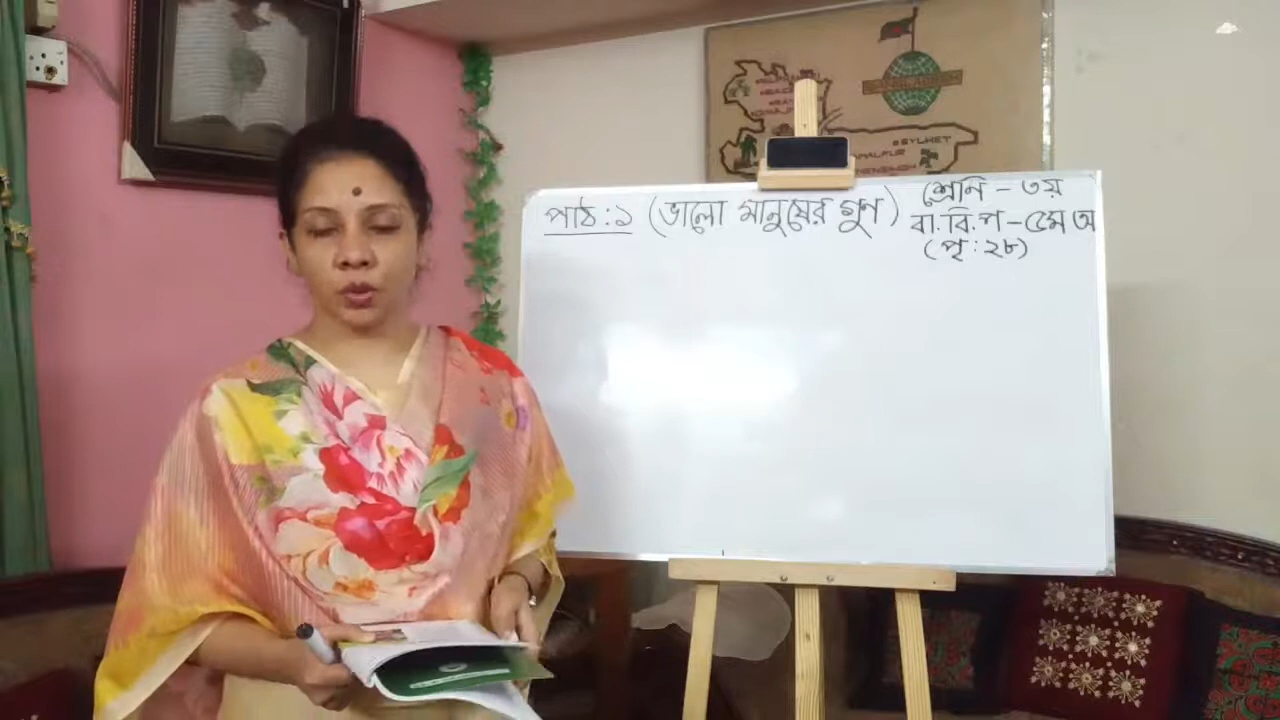 পাঠ : ১ (ভালো মানুষের গুণ)
শ্রেণি - ৩য়
বা. বি. প - ৫ম অ
(পৃ : ২৮)
SYLHET